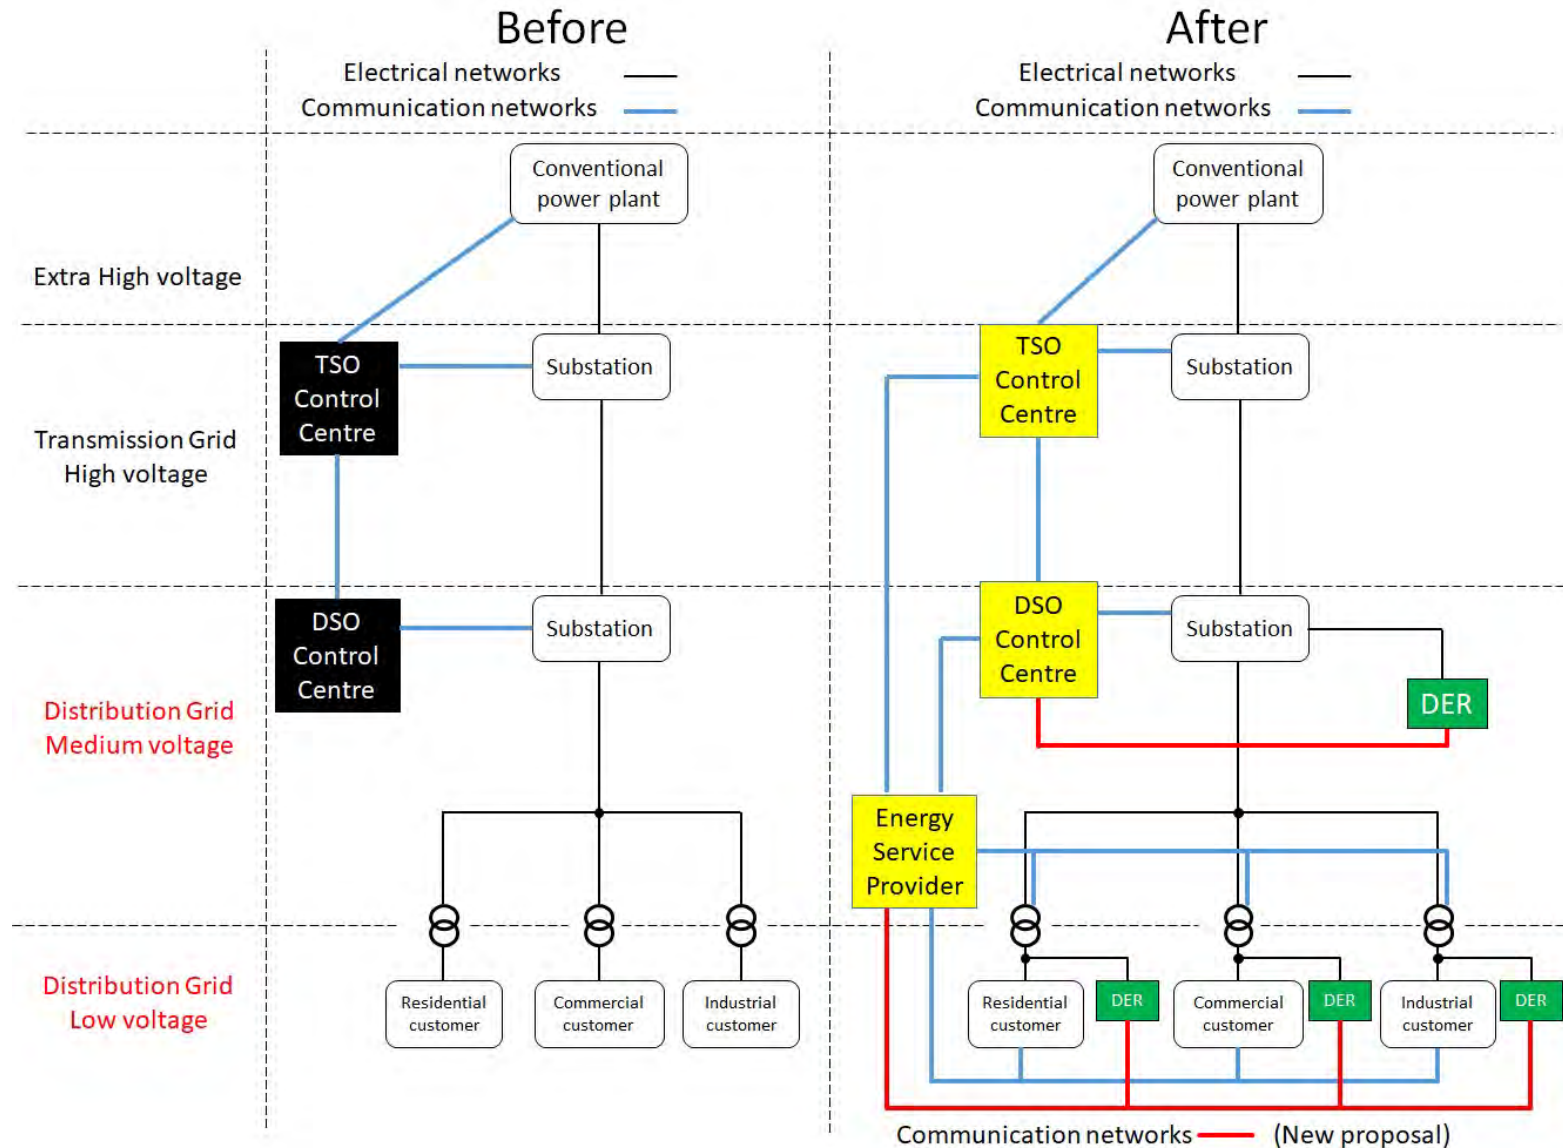 Before
After
Electrical networks
Communication networks
Electrical networks
Communication networks
Conventional
power plant
Conventional
power plant
Extra High voltage
TSO
Control
Centre
Substation
TSO
Control
Centre
Substation
Transmission Grid
High voltage
DSO
Control
Centre
Substation
DSO
Control
Centre
Substation
DER
Distribution Grid
Medium voltage
Energy
Service
Provider
Distribution Grid
Low voltage
Residential
customer
Commercial
customer
Industrial
customer
Residential
customer
DER
Commercial
customer
DER
Industrial
customer
DER
Communication networks (New proposal)